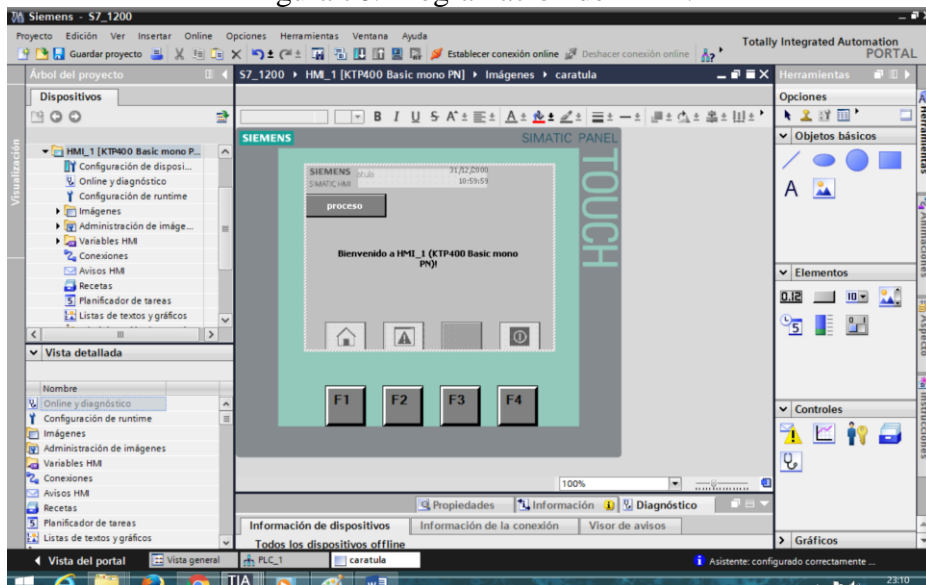 Siemens - S7_1200
Proyecto Edición Ver Insertar Online Opciones Herramientas Ventana Ayuda
Guardar proyecto Establecer conexión online Deshacer conexión online
Totally Integrated Automation
PORTAL
Árbol del proyecto
S7_1200 HMI_1 [KTP400 Basic mono PN] Imágenes caratula
Herramientas
Dispositivos
Opciones
Visualización
HMI_1 [KTP400 Basic mono P...
Configuración de disposi...
Online y diagnóstico
Configuración de runtime
Imágenes
Administración de imáge...
Variables HMI
Conexiones
Avisos HMI
Recetas
Planificador de tareas
Listas de textos y gráficos
Vista detallada
Nombre
Online y diagnóstico
Configuración de runtime
Imágenes
Administración de imágenes
Variables HMI
Conexiones
Avisos HMI
Recetas
Planificador de tareas
Listas de textos y gráficos
B I U S A
SIEMENS
SIMATIC PANEL
TOUCH
SIEMENS
SIMATIC HMI
31/12/2000
10:59:59
proceso
Bienvenido a HMI_1 (KTP400 Basic mono
PN)!
F1 F2 F3 F4
100%
Propiedades Información Diagnóstico
Información de dispositivos Información de la conexión Visor de avisos
Todos los dispositivos offline
Objetos básicos
A
Elementos
Controles
Gráficos
Herramientas
Animaciones
Aspecto
Instrucciones
Vista del portal Vista general PLC_1 caratula
Asistente: configurado correctamente ...
TIA
23:10